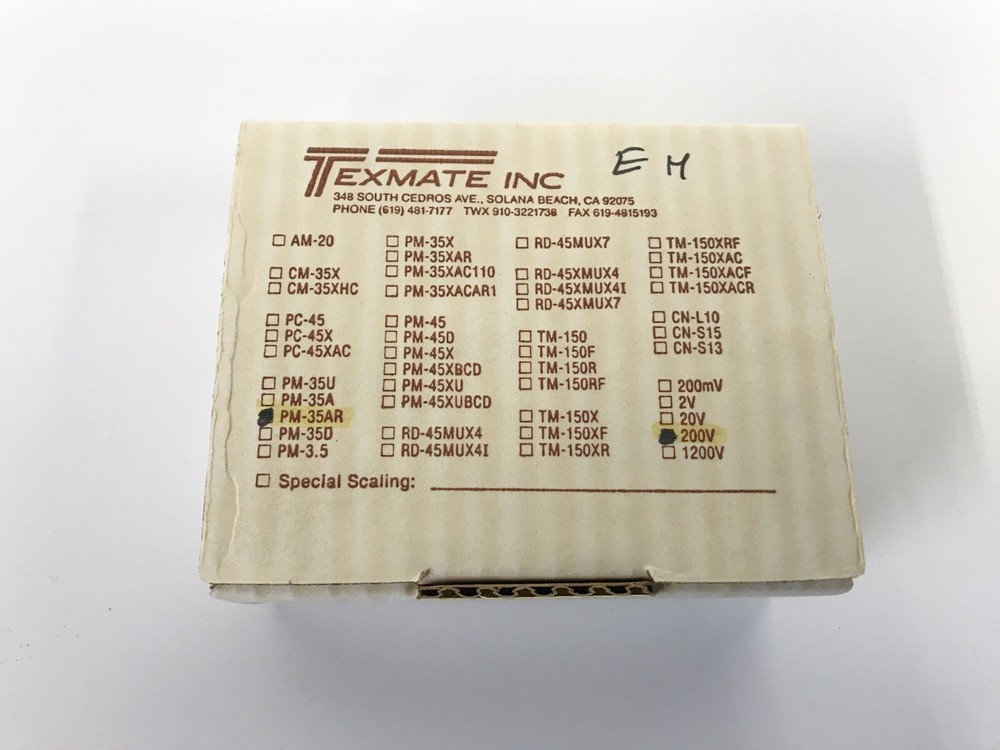 TEXMATE INC
E M
348 SOUTH CEDROS AVE., SOLANA BEACH, CA 92075
PHONE (619) 481-7177 TWX 910-3221738 FAX 619-4815193
AM-20
CM-35X
CM-35XHC
PC-45
PC-45X
PC-45XAC
PM-35U
PM-35A
PM-35AR
PM-35D
PM-3.5
PM-35X
PM-35XAR
PM-35XAC110
PM-35XACAR1
PM-45
PM-45D
PM-45X
PM-45XBCD
PM-45XU
PM-45XUBCD
RD-45MUX4
RD-45MUX4I
RD-45MUX7
RD-45XMUX4
RD-45XMUX4I
RD-45XMUX7
TM-150
TM-150F
TM-150R
TM-150RF
TM-150X
TM-150XF
TM-150XR
TM-150XRF
TM-150XAC
TM-150XACF
TM-150XACR
CN-L10
CN-S15
CN-S13
200mV
2V
20V
200V
1200V
Special Scaling: